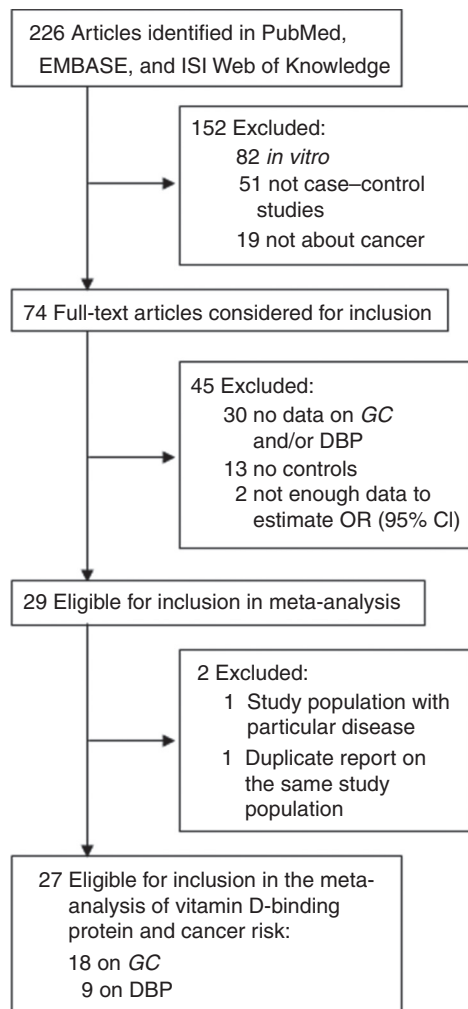 226 Articles identified in PubMed,
EMBASE, and ISI Web of Knowledge
152 Excluded:
82 in vitro
51 not case–control
studies
19 not about cancer
74 Full-text articles considered for inclusion
45 Excluded:
30 no data on GC
and/or DBP
13 no controls
2 not enough data to
estimate OR (95% CI)
29 Eligible for inclusion in meta-analysis
2 Excluded:
1 Study population with
particular disease
1 Duplicate report on
the same study
population
27 Eligible for inclusion in the meta-
analysis of vitamin D-binding
protein and cancer risk:
18 on GC
9 on DBP